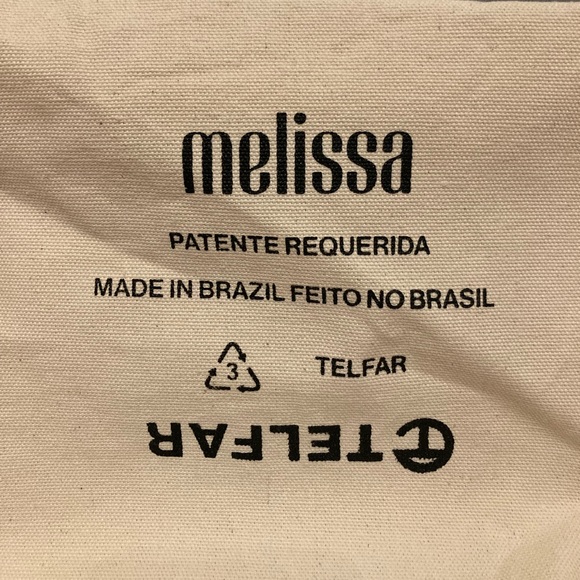 melissa
PATENTE REQUERIDA
MADE IN BRAZIL FEITO NO BRASIL
3 TELFAR
TELFAR